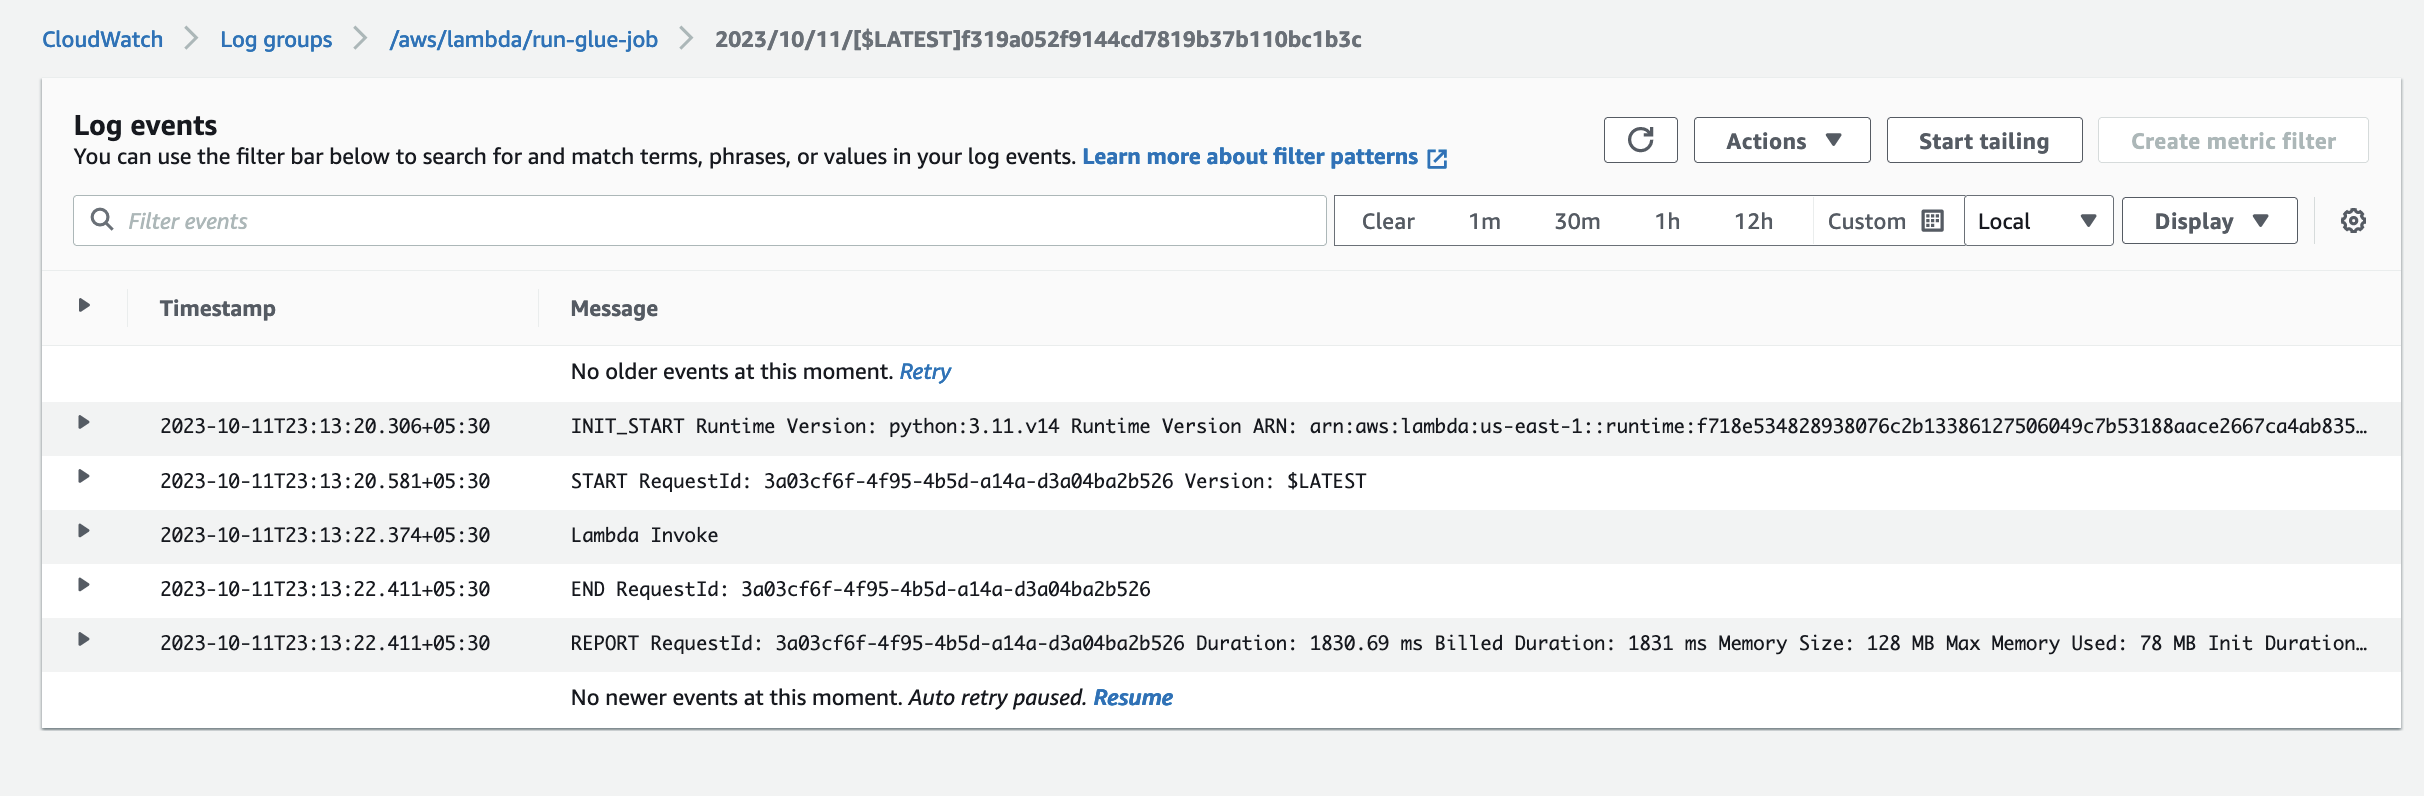 CloudWatch > Log groups > /aws/lambda/run-glue-job > 2023/10/11/[$LATEST]f319a052f9144cd7819b37b110bc1b3c
Log events
You can use the filter bar below to search for and match terms, phrases, or values in your log events. Learn more about filter patterns
Actions Start tailing Create metric filter
Filter events Clear 1m 30m 1h 12h Custom Local Display
Timestamp Message
No older events at this moment. Retry
2023-10-11T23:13:20.306+05:30 INIT_START Runtime Version: python:3.11.v14 Runtime Version ARN: arn:aws:lambda:us-east-1::runtime:f718e534828938076c2b13386127506049c7b53188aace2667ca4ab835…
2023-10-11T23:13:20.581+05:30 START RequestId: 3a03cf6f-4f95-4b5d-a14a-d3a04ba2b526 Version: $LATEST
2023-10-11T23:13:22.374+05:30 Lambda Invoke
2023-10-11T23:13:22.411+05:30 END RequestId: 3a03cf6f-4f95-4b5d-a14a-d3a04ba2b526
2023-10-11T23:13:22.411+05:30 REPORT RequestId: 3a03cf6f-4f95-4b5d-a14a-d3a04ba2b526 Duration: 1830.69 ms Billed Duration: 1831 ms Memory Size: 128 MB Max Memory Used: 78 MB Init Duration…
No newer events at this moment. Auto retry paused. Resume